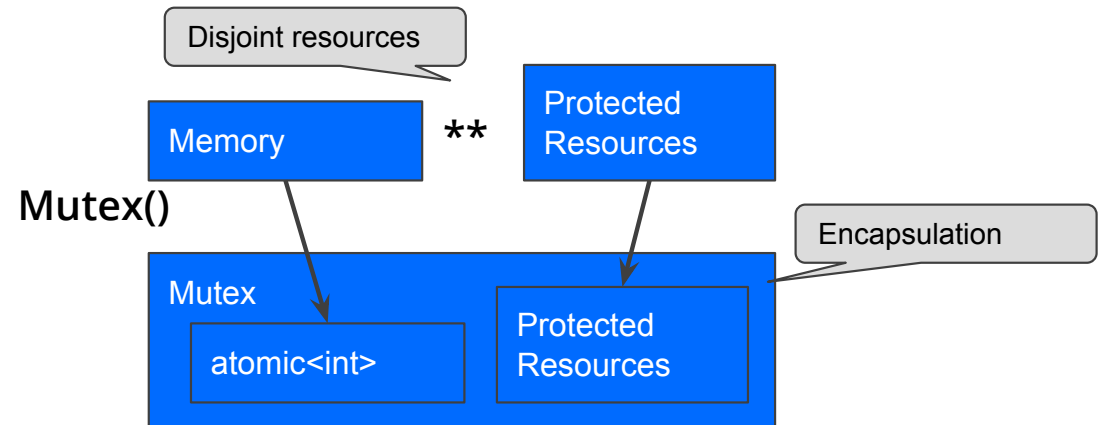 Disjoint resources
Memory
**
Protected
Resources
Mutex()
Encapsulation
Mutex
atomic<int>
Protected
Resources